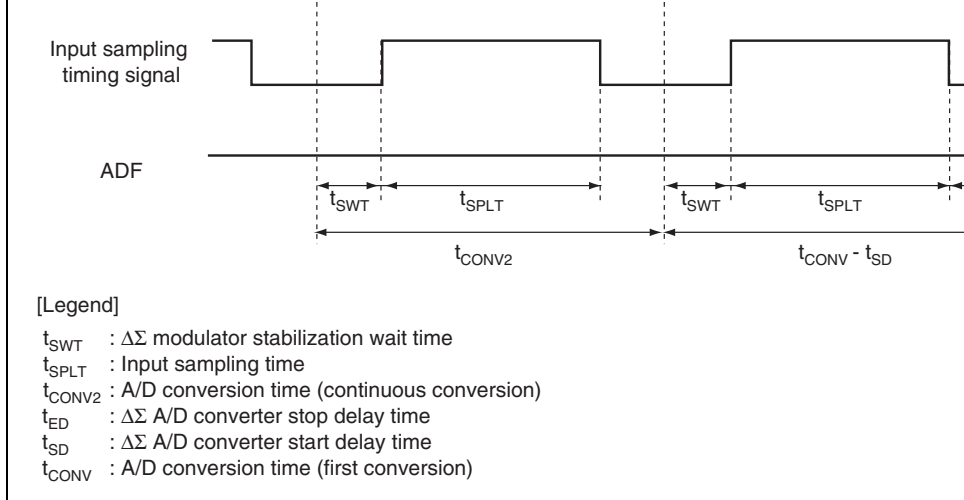 Input sampling
timing signal
ADF
tSWT tSPLT tSWT tSPLT
tCONV2 tCONV - tSD
[Legend]
tSWT : ΔΣ modulator stabilization wait time
tSPLT : Input sampling time
tCONV2 : A/D conversion time (continuous conversion)
tED : ΔΣ A/D converter stop delay time
tSD : ΔΣ A/D converter start delay time
tCONV : A/D conversion time (first conversion)